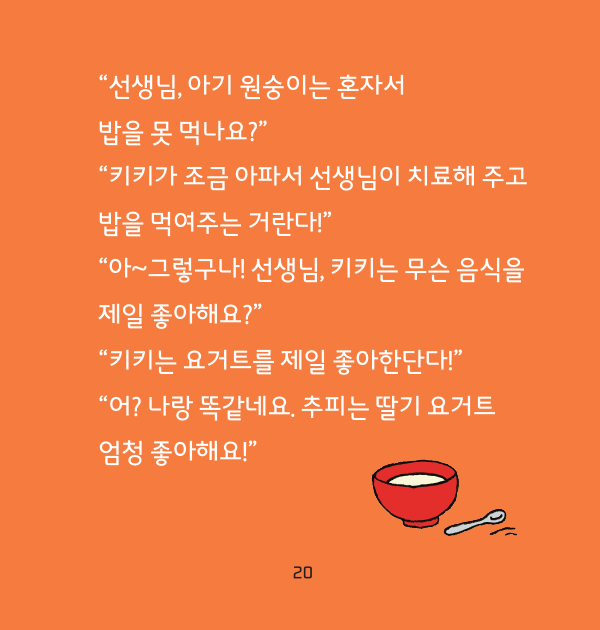 “선생님, 아기 원숭이는 혼자서
밥을 못 먹나요?”
“키키가 조금 아파서 선생님이 치료해 주고
밥을 먹여주는 거란다!”
“아~그렇구나! 선생님, 키키는 무슨 음식을
제일 좋아해요?”
“키키는 요거트를 제일 좋아한단다!”
“어? 나랑 똑같네요. 추피는 딸기 요거트
엄청 좋아해요!”
20